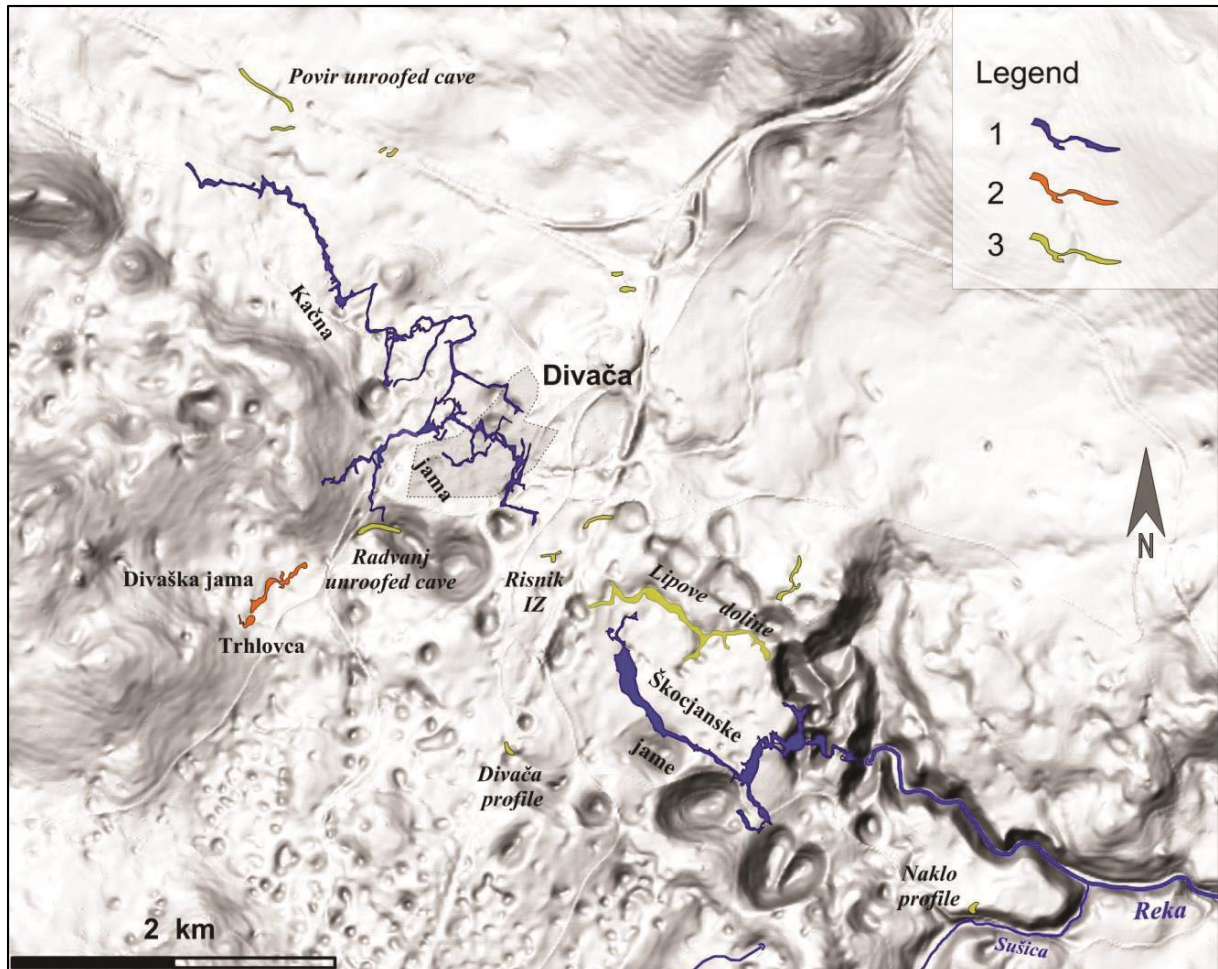 Povir unroofed cave
Legend
1
2
3
Kačna
jama
Divača
Radvanj
unroofed cave
Risnik
IZ
Lipove doline
Divaška jama
Trhlovca
Škocjanske
jame
Divača
profile
Naklo
profile
Reka
Sušica
N
2 km